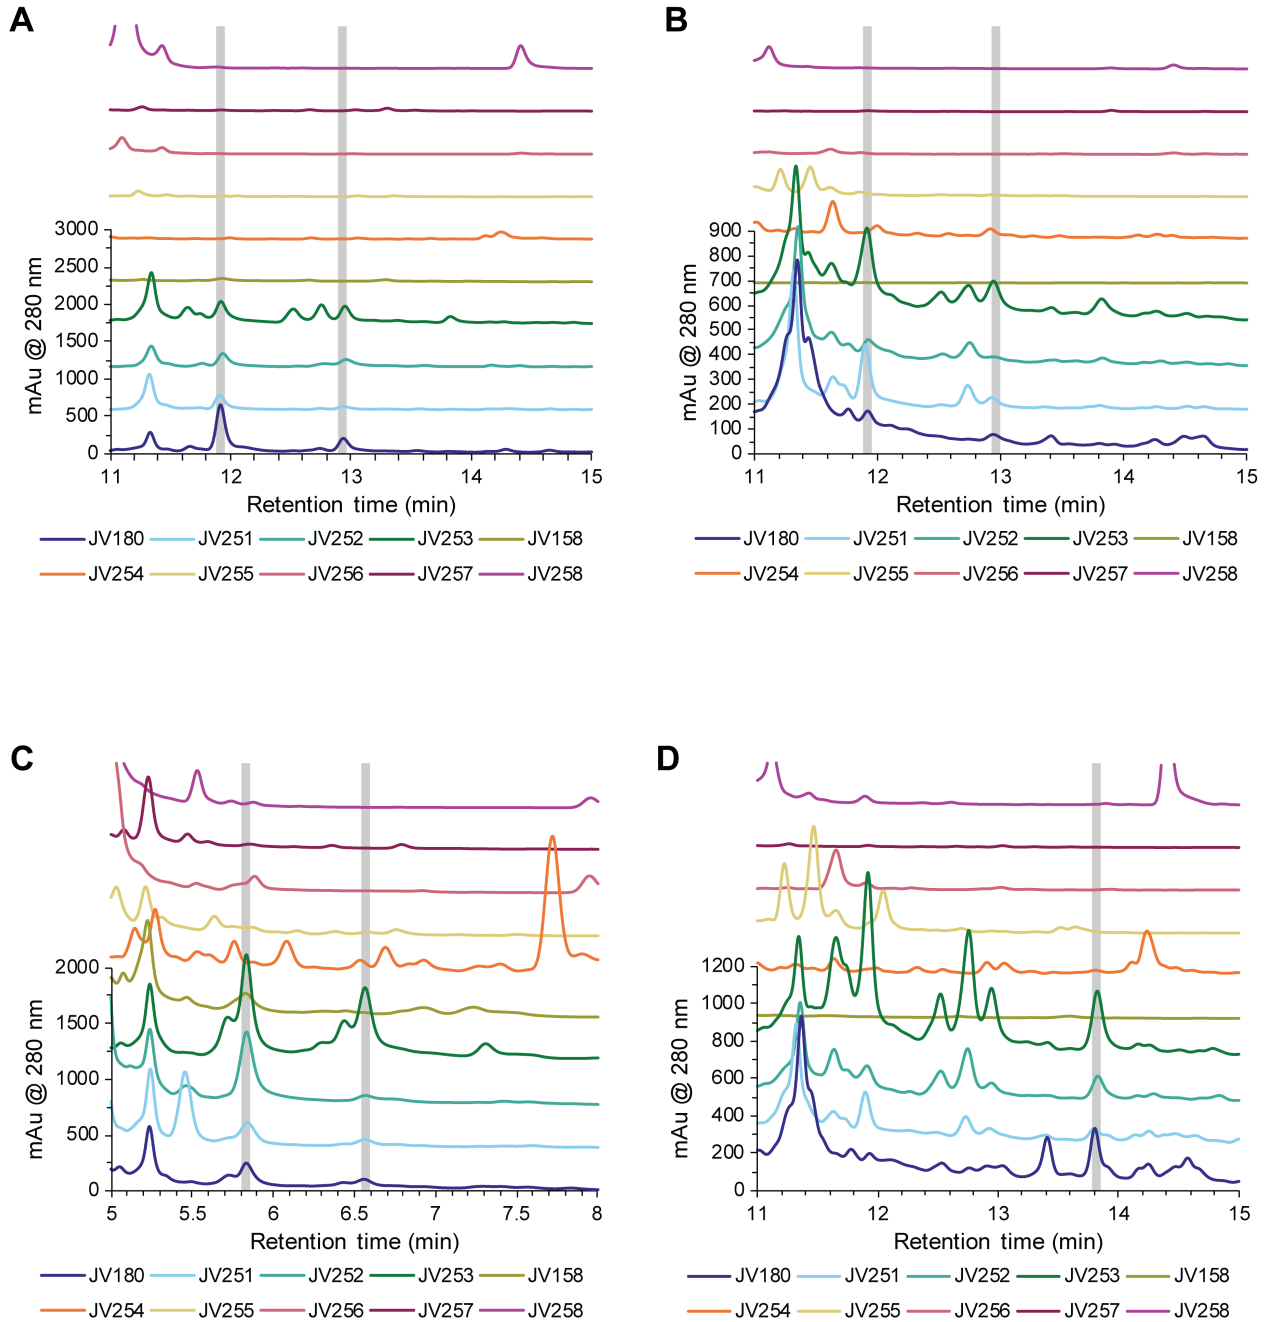 A
3000
2500
2000
1500
1000
500
0
mAu @ 280 nm
11 12 13 14 15
Retention time (min)
JV180 JV251 JV252 JV253 JV158
JV254 JV255 JV256 JV257 JV258
B
900
800
700
600
500
400
300
200
100
0
mAu @ 280 nm
11 12 13 14 15
Retention time (min)
JV180 JV251 JV252 JV253 JV158
JV254 JV255 JV256 JV257 JV258
C
2000
1500
1000
500
0
mAu @ 280 nm
5 5.5 6 6.5 7 7.5 8
Retention time (min)
JV180 JV251 JV252 JV253 JV158
JV254 JV255 JV256 JV257 JV258
D
1200
1000
800
600
400
200
0
mAu @ 280 nm
11 12 13 14 15
Retention time (min)
JV180 JV251 JV252 JV253 JV158
JV254 JV255 JV256 JV257 JV258